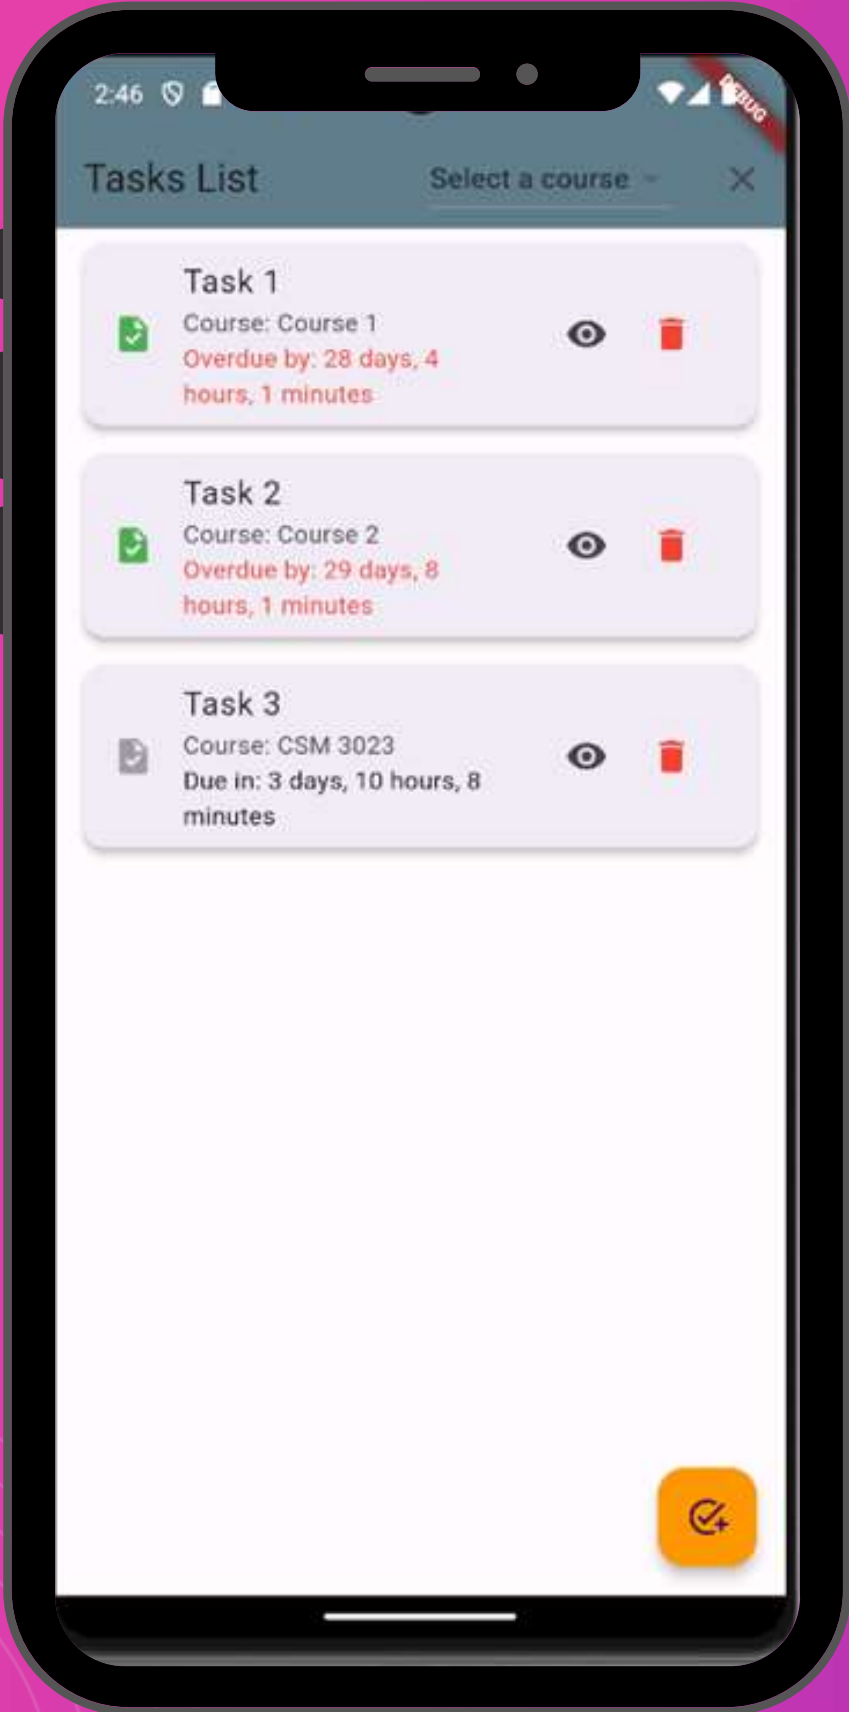 2:46
DEBUG
Tasks List
Select a course
Task 1
Course: Course 1
Overdue by: 28 days, 4
hours, 1 minutes
Task 2
Course: Course 2
Overdue by: 29 days, 8
hours, 1 minutes
Task 3
Course: CSM 3023
Due in: 3 days, 10 hours, 8
minutes